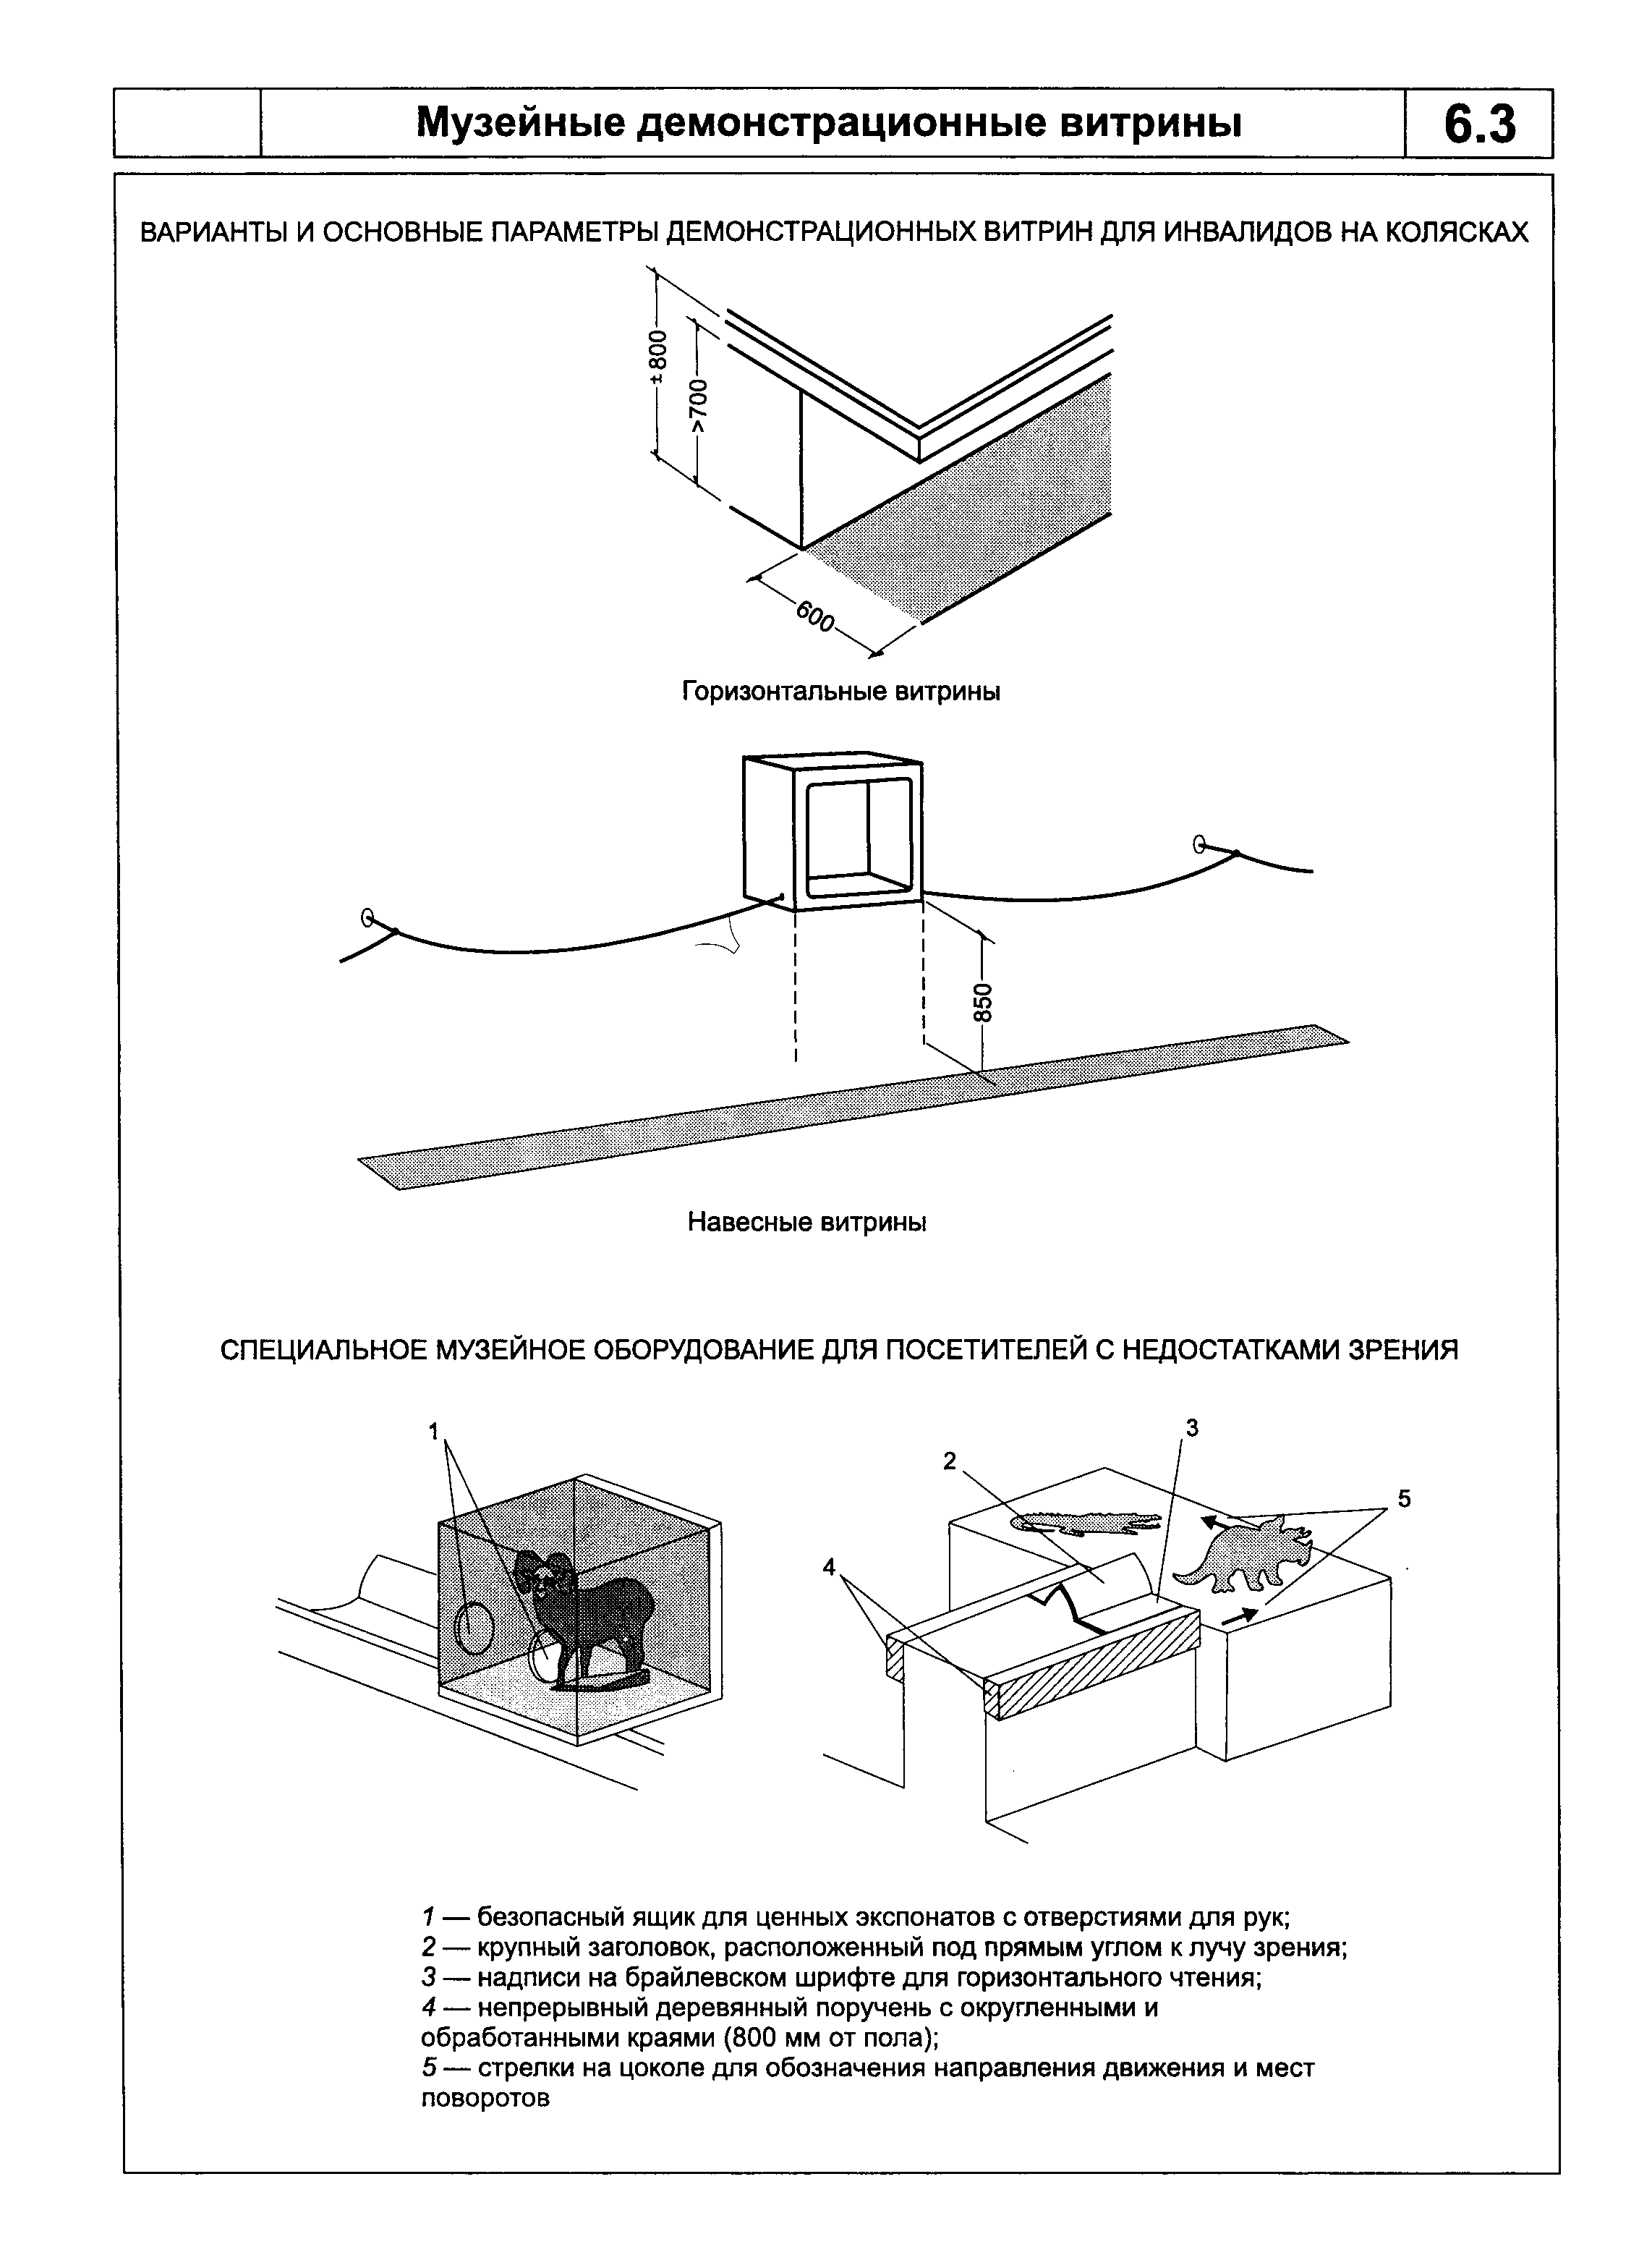 Музейные демонстрационные витрины
6.3
ВАРИАНТЫ И ОСНОВНЫЕ ПАРАМЕТРЫ ДЕМОНСТРАЦИОННЫХ ВИТРИН ДЛЯ ИНВАЛИДОВ НА КОЛЯСКАХ
±800
>700
600
Горизонтальные витрины
850
Навесные витрины
СПЕЦИАЛЬНОЕ МУЗЕЙНОЕ ОБОРУДОВАНИЕ ДЛЯ ПОСЕТИТЕЛЕЙ С НЕДОСТАТКАМИ ЗРЕНИЯ
1
2
3
4
5
1 — безопасный ящик для ценных экспонатов с отверстиями для рук;
2 — крупный заголовок, расположенный под прямым углом к лучу зрения;
3 — надписи на брайлевском шрифте для горизонтального чтения;
4 — непрерывный деревянный поручень с округленными и
обработанными краями (800 мм от пола);
5 — стрелки на цоколе для обозначения направления движения и мест
поворотов